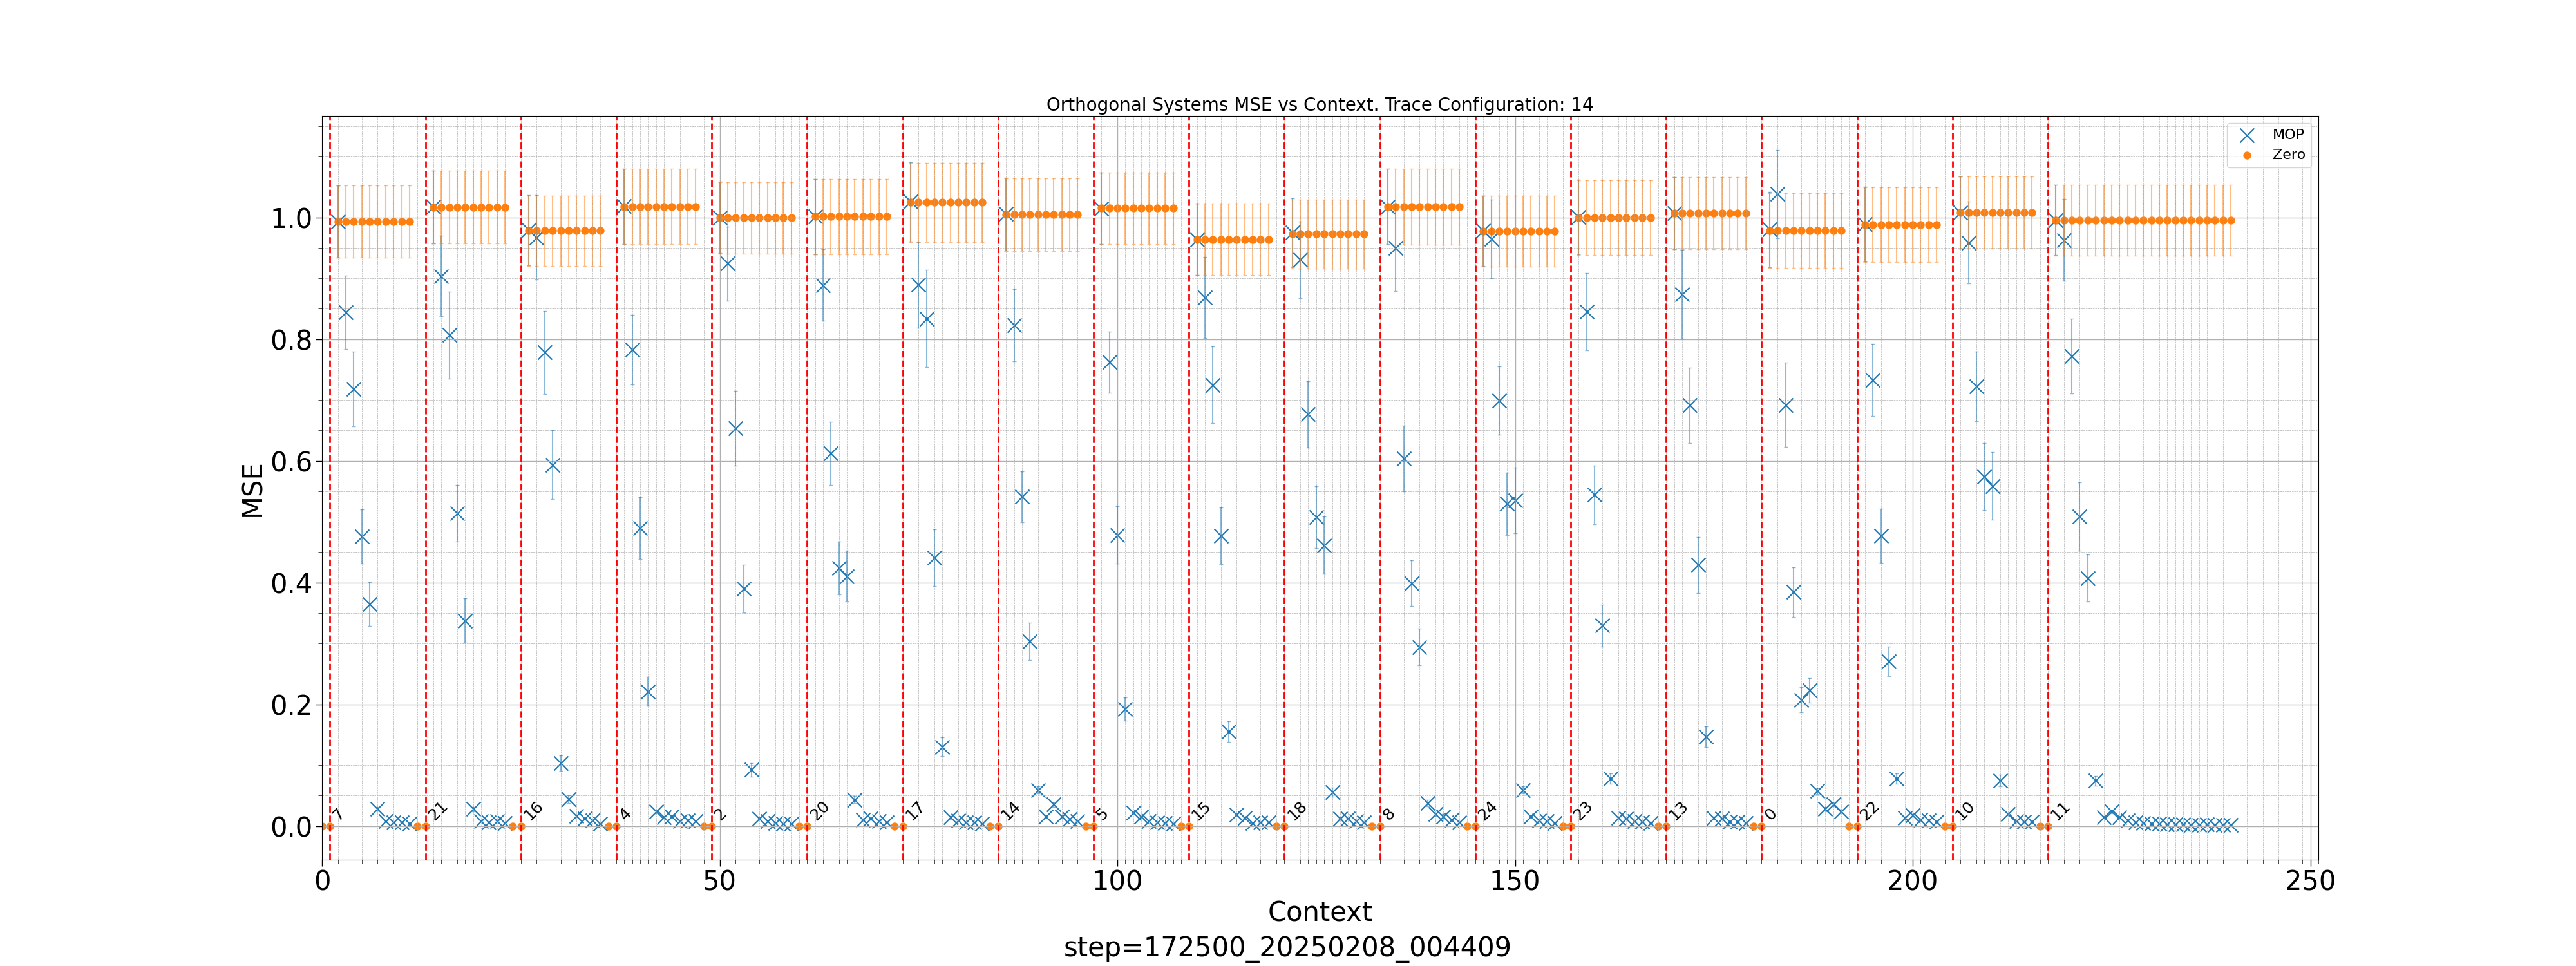 Orthogonal Systems MSE vs Context. Trace Configuration: 14
MOP
Zero
MSE
1.0
0.8
0.6
0.4
0.2
0.0
7 21 16 4 2 20 17 14 5 15 18 8 24 23 13 0 22 10 11
0 50 100 150 200 250
Context
step=172500_20250208_004409